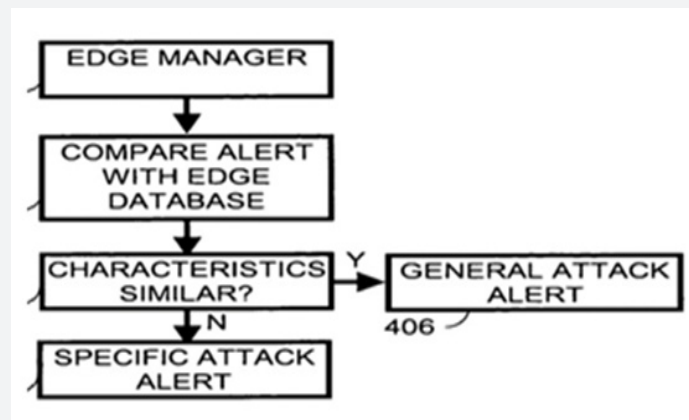 EDGE MANAGER
COMPARE ALERT
WITH EDGE
DATABASE
CHARACTERISTICS
SIMILAR?
Y
GENERAL ATTACK
ALERT
406
N
SPECIFIC ATTACK
ALERT